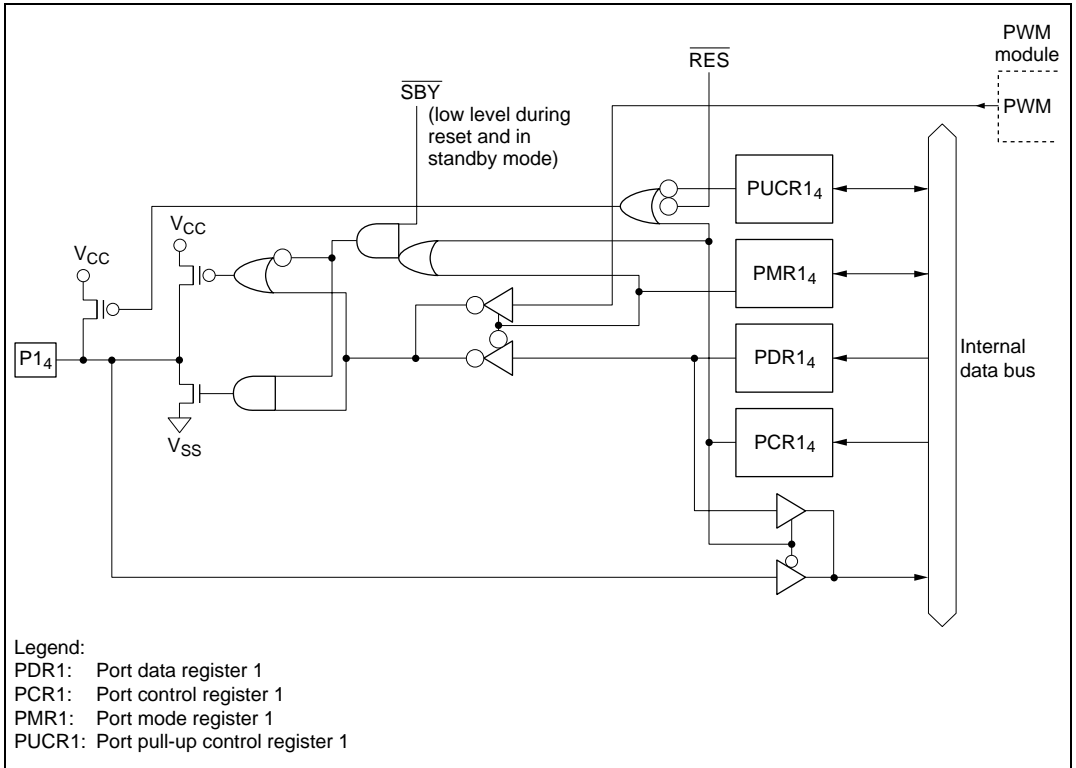 PWM
module
RES
SBY
(low level during
reset and in
standby mode)
PWM
PUCR1₄
VCC
VCC
PMR1₄
P1₄
PDR1₄
Internal
data bus
PCR1₄
VSS
Legend:
PDR1: Port data register 1
PCR1: Port control register 1
PMR1: Port mode register 1
PUCR1: Port pull-up control register 1